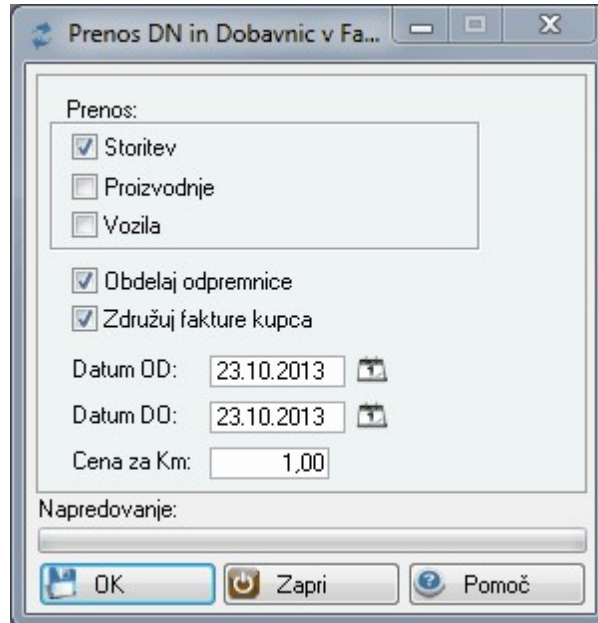 Prenos DN in Dobavnic v Fa...
Prenos:
Storitev
Proizvodnje
Vozila
Obdelaj odpremnice
Združuj fakture kupca
Datum OD: 23.10.2013
Datum DO: 23.10.2013
Cena za Km: 1,00
Napredovanje:
OK Zapri Pomoč